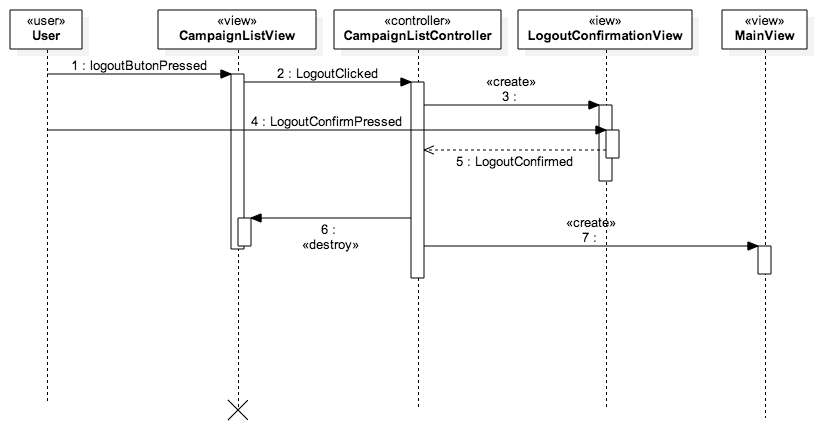 «user»
User
«view»
CampaignListView
«controller»
CampaignListController
«iew»
LogoutConfirmationView
«view»
MainView
1 : logoutButonPressed
2 : LogoutClicked
«create»
3 :
4 : LogoutConfirmPressed
5 : LogoutConfirmed
6 :
«destroy»
«create»
7 :